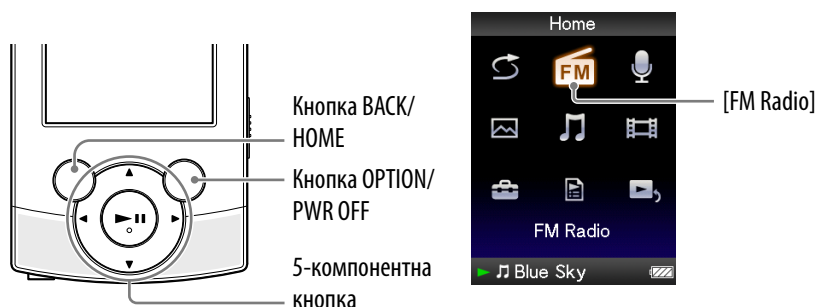 Кнопка BACK/
HOME
Кнопка OPTION/
PWR OFF
5-компонентна
кнопка
Home
FM
[FM Radio]
FM Radio
Blue Sky